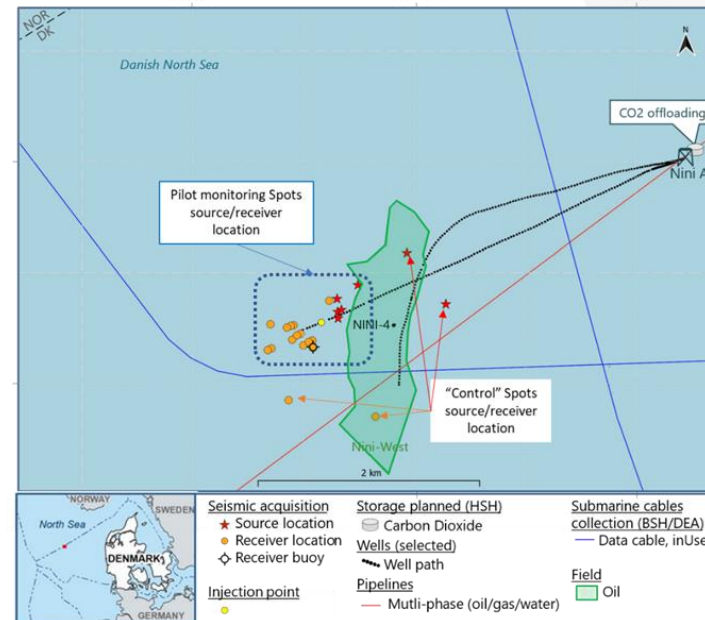 NOR
DK
Danish North Sea
N
CO2 offloading
Nini A
Pilot monitoring Spots
source/receiver
location
NINI-4
"Control" Spots
source/receiver
location
Nini-West
2 km
NORWAY
SWEDEN
North Sea
DENMARK
GERMANY
Seismic acquisition
Source location
Receiver location
Receiver buoy
Injection point
Storage planned (HSH)
Carbon Dioxide
Wells (selected)
Well path
Pipelines
Mutli-phase (oil/gas/water)
Submarine cables
collection (BSH/DEA)
Data cable, inUse
Field
Oil